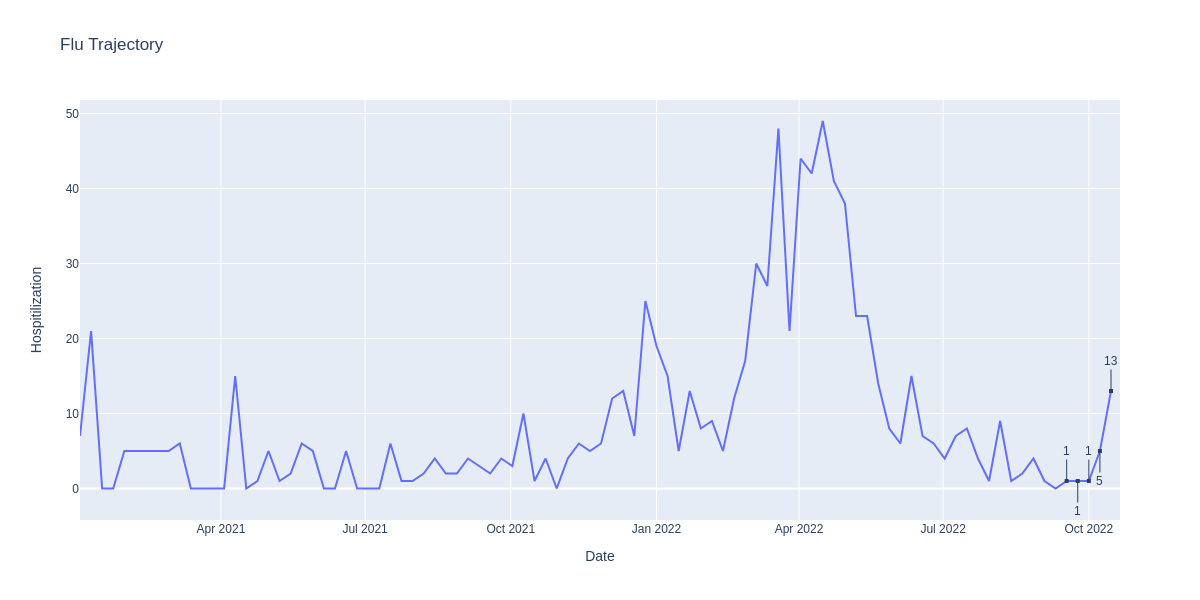 Flu Trajectory
50
40
30
20
10
0
Hospitilization
13
1
1
5
1
Apr 2021
Jul 2021
Oct 2021
Jan 2022
Apr 2022
Jul 2022
Oct 2022
Date